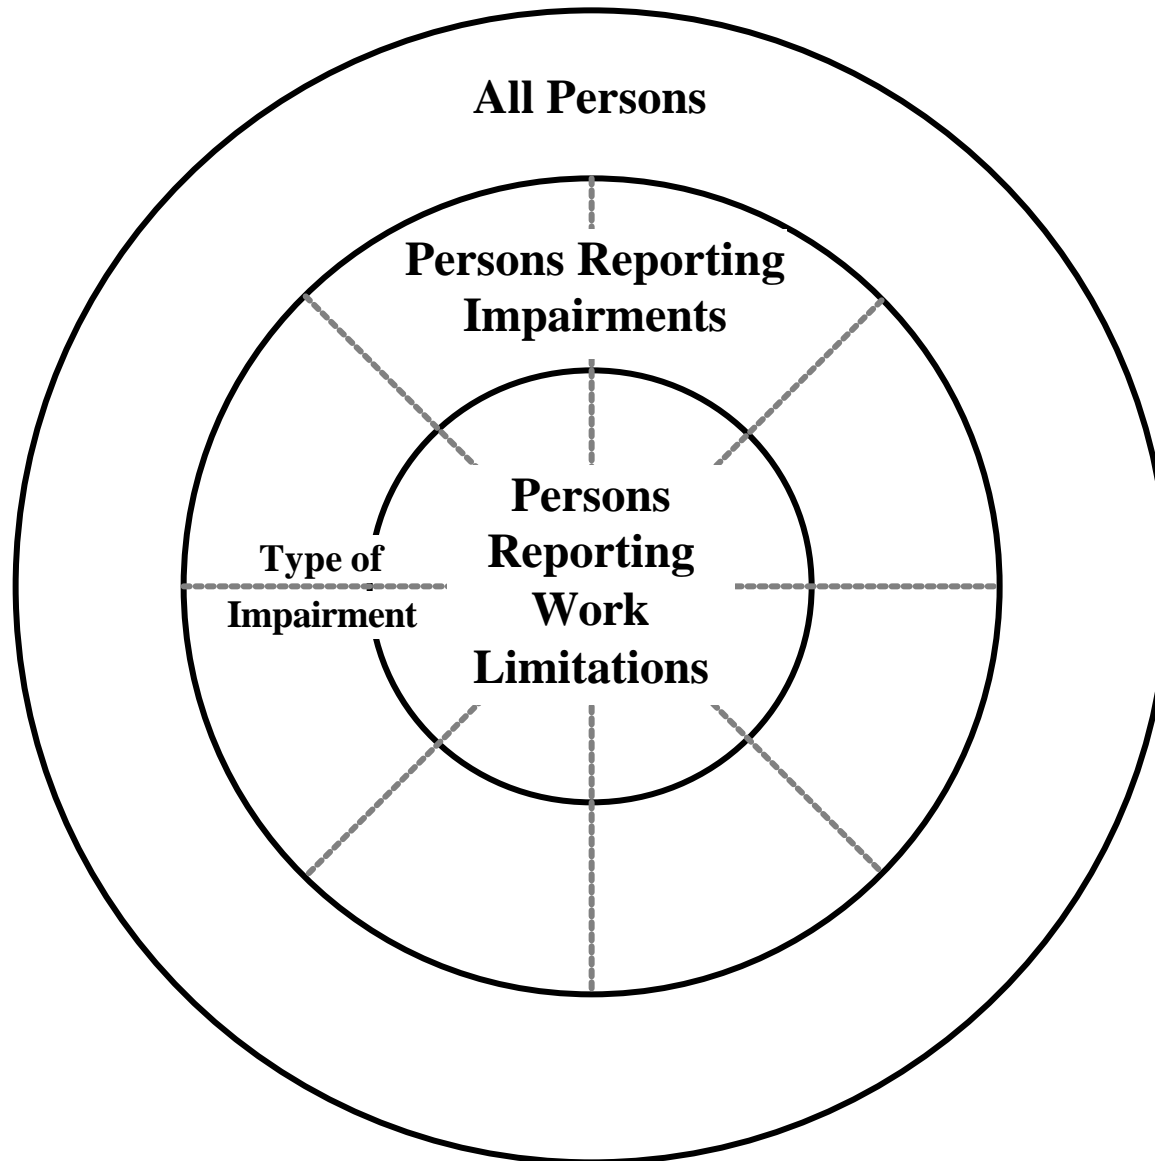 All Persons
Persons Reporting
Impairments
Persons
Reporting
Work
Limitations
Type of
Impairment